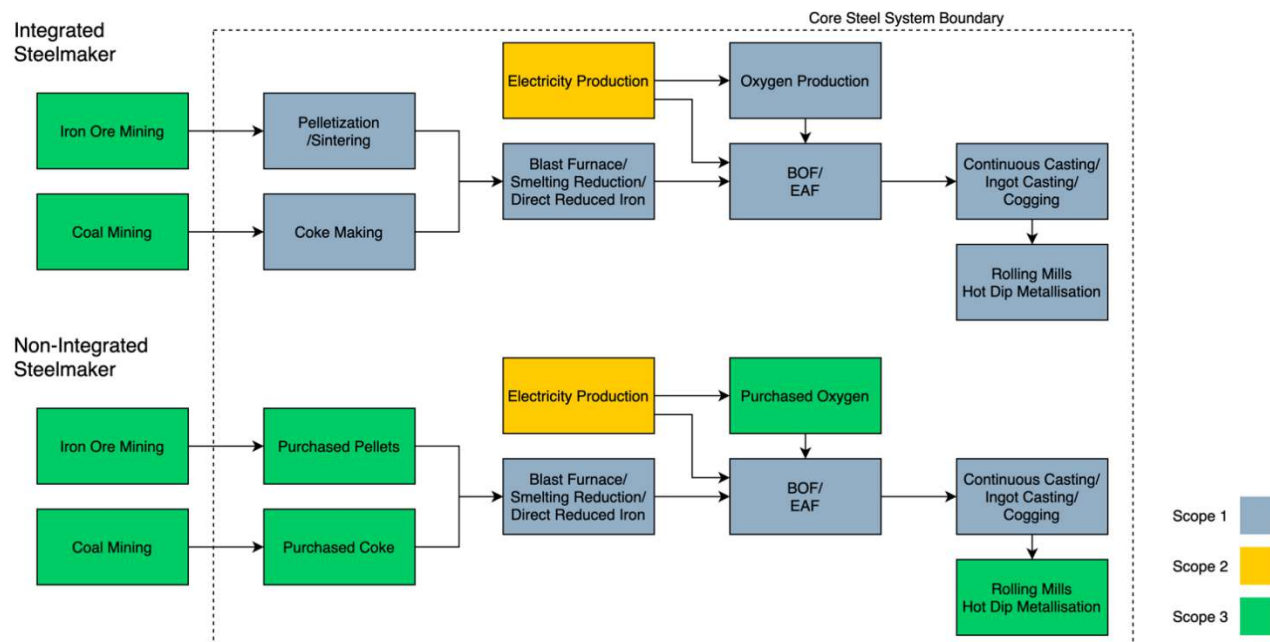 Core Steel System Boundary
Integrated
Steelmaker
Electricity Production
Oxygen Production
Iron Ore Mining
Pelletization
/Sintering
Blast Furnace/
Smelting Reduction/
Direct Reduced Iron
BOF/
EAF
Continuous Casting/
Ingot Casting/
Cogging
Coal Mining
Coke Making
Rolling Mills
Hot Dip Metallisation
Non-Integrated
Steelmaker
Electricity Production
Purchased Oxygen
Iron Ore Mining
Purchased Pellets
Blast Furnace/
Smelting Reduction/
Direct Reduced Iron
BOF/
EAF
Continuous Casting/
Ingot Casting/
Cogging
Coal Mining
Purchased Coke
Rolling Mills
Hot Dip Metallisation
Scope 1
Scope 2
Scope 3